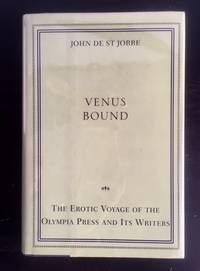 JOHN DE ST JORRE
VENUS
BOUND
THE EROTIC VOYAGE OF THE
OLYMPIA PRESS AND ITS WRITERS